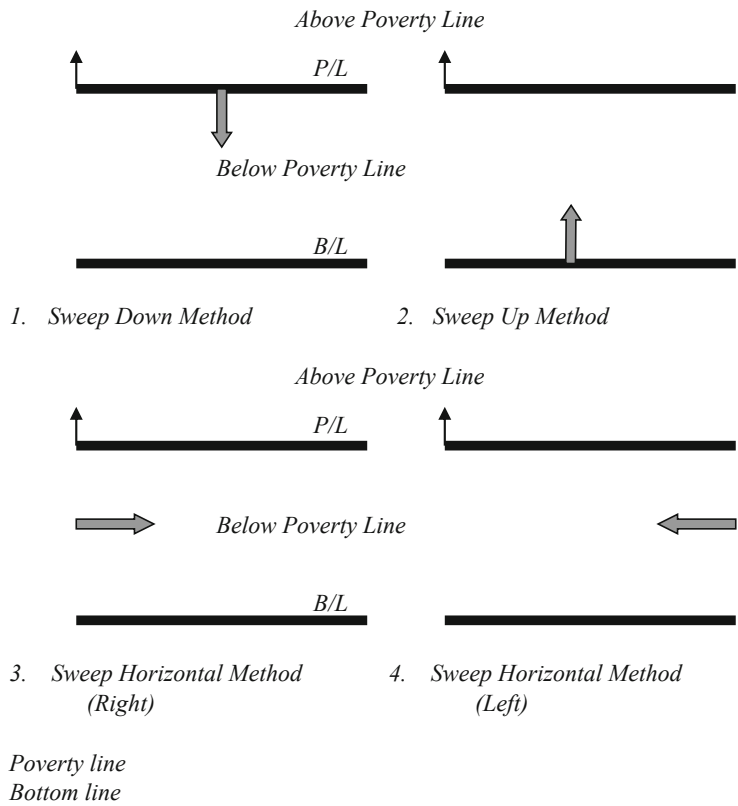 Above Poverty Line
P/L
Below Poverty Line
B/L
1. Sweep Down Method
2. Sweep Up Method
Above Poverty Line
P/L
Below Poverty Line
B/L
3. Sweep Horizontal Method
(Right)
4. Sweep Horizontal Method
(Left)
Poverty line
Bottom line